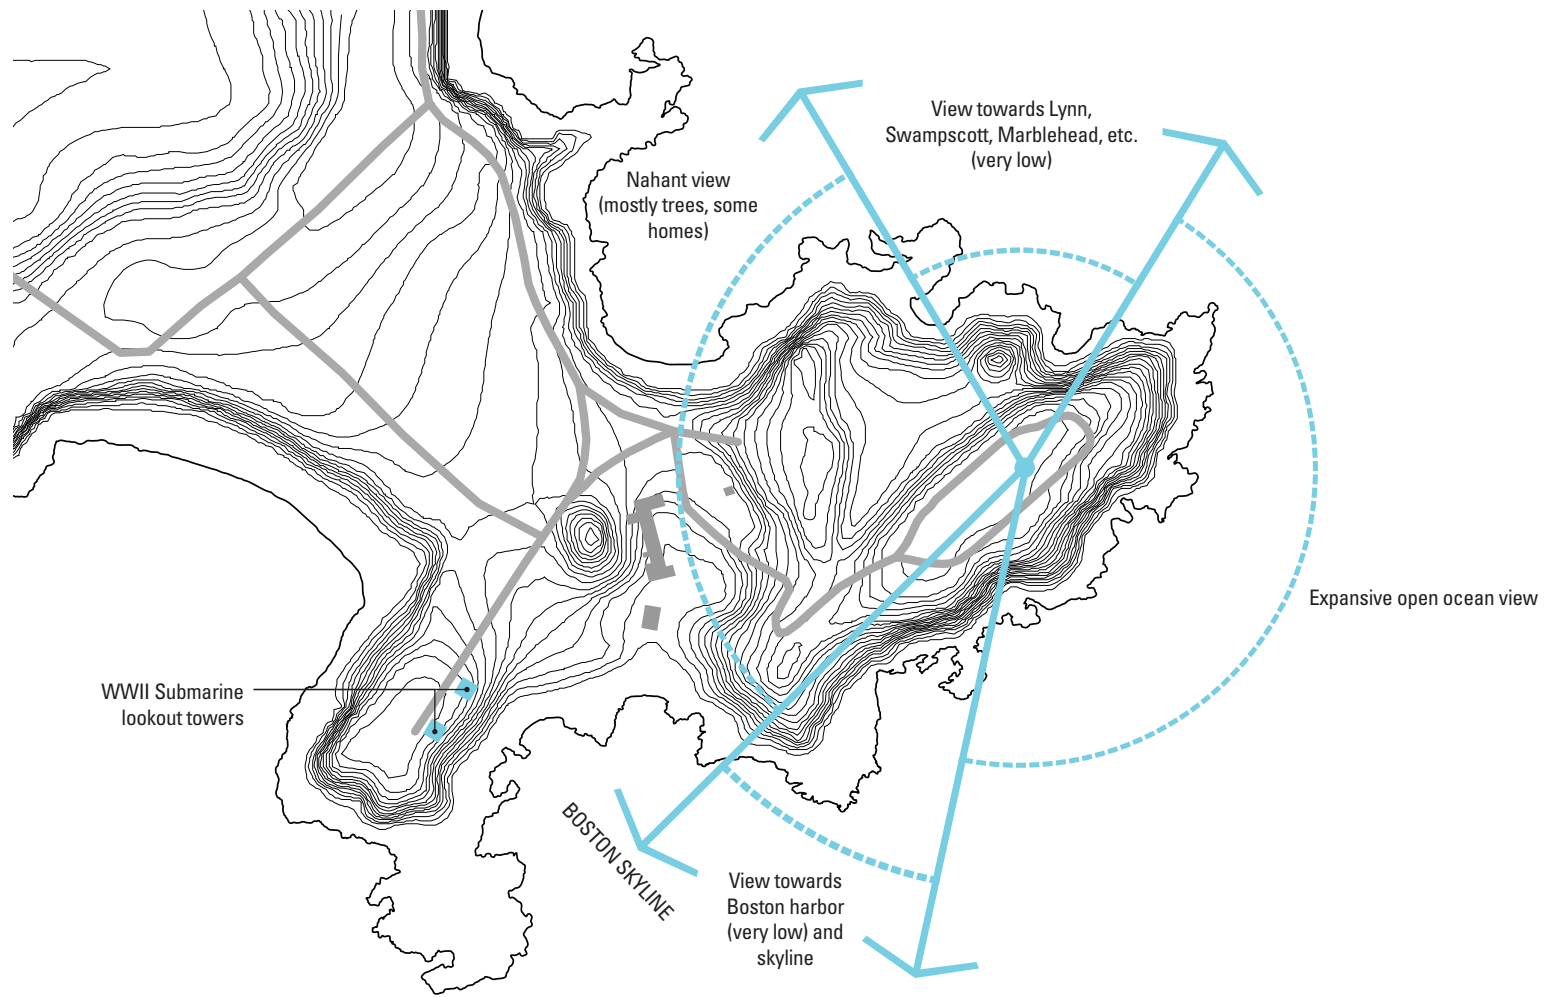 View towards Lynn,
Swampscott, Marblehead, etc.
(very low)
Nahant view
(mostly trees, some
homes)
Expansive open ocean view
WWII Submarine
lookout towers
BOSTON SKYLINE
View towards
Boston harbor
(very low) and
skyline